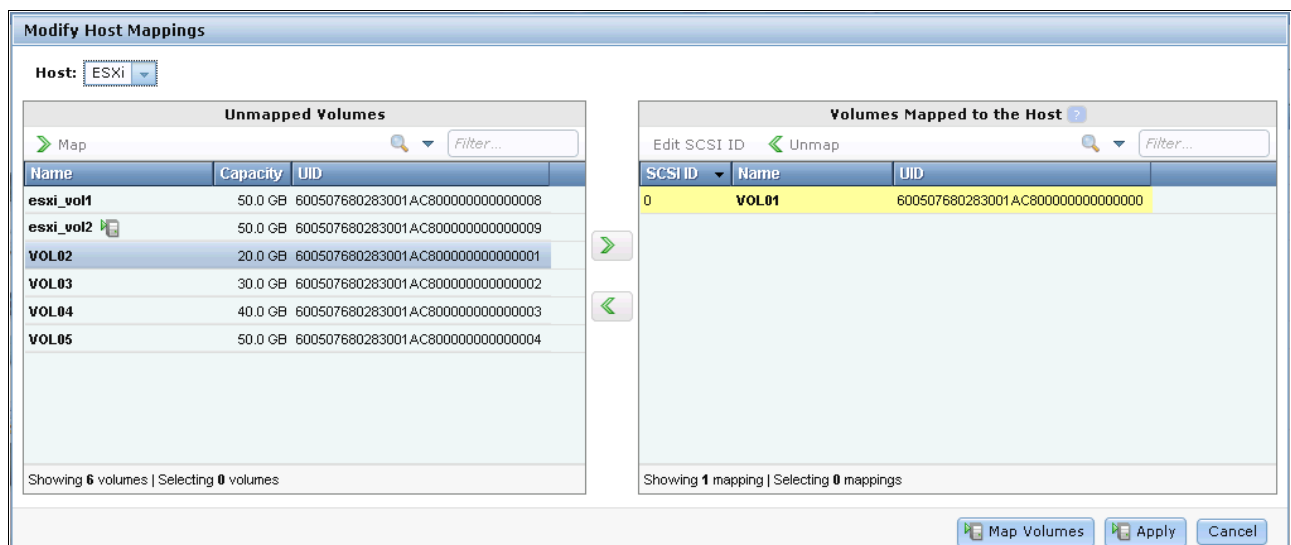 Modify Host Mappings
Host: ESXi
Unmapped Volumes
Map Filter...
Name Capacity UID
esxi_vol1 50.0 GB 600507680283001AC800000000000008
esxi_vol2 50.0 GB 600507680283001AC800000000000009
VOL02 20.0 GB 600507680283001AC800000000000001
VOL03 30.0 GB 600507680283001AC800000000000002
VOL04 40.0 GB 600507680283001AC800000000000003
VOL05 50.0 GB 600507680283001AC800000000000004
Showing 6 volumes | Selecting 0 volumes
Volumes Mapped to the Host ?
Edit SCSI ID Unmap Filter...
SCSI ID Name UID
0 VOL01 600507680283001AC800000000000000
Showing 1 mapping | Selecting 0 mappings
Map Volumes Apply Cancel